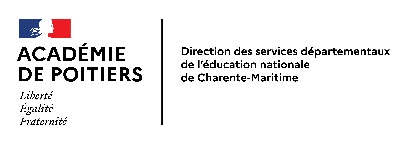 ACADÉMIE
DE POITIERS
Liberté
Égalité
Fraternité
Direction des services départementaux
de l'éducation nationale
de Charente-Maritime